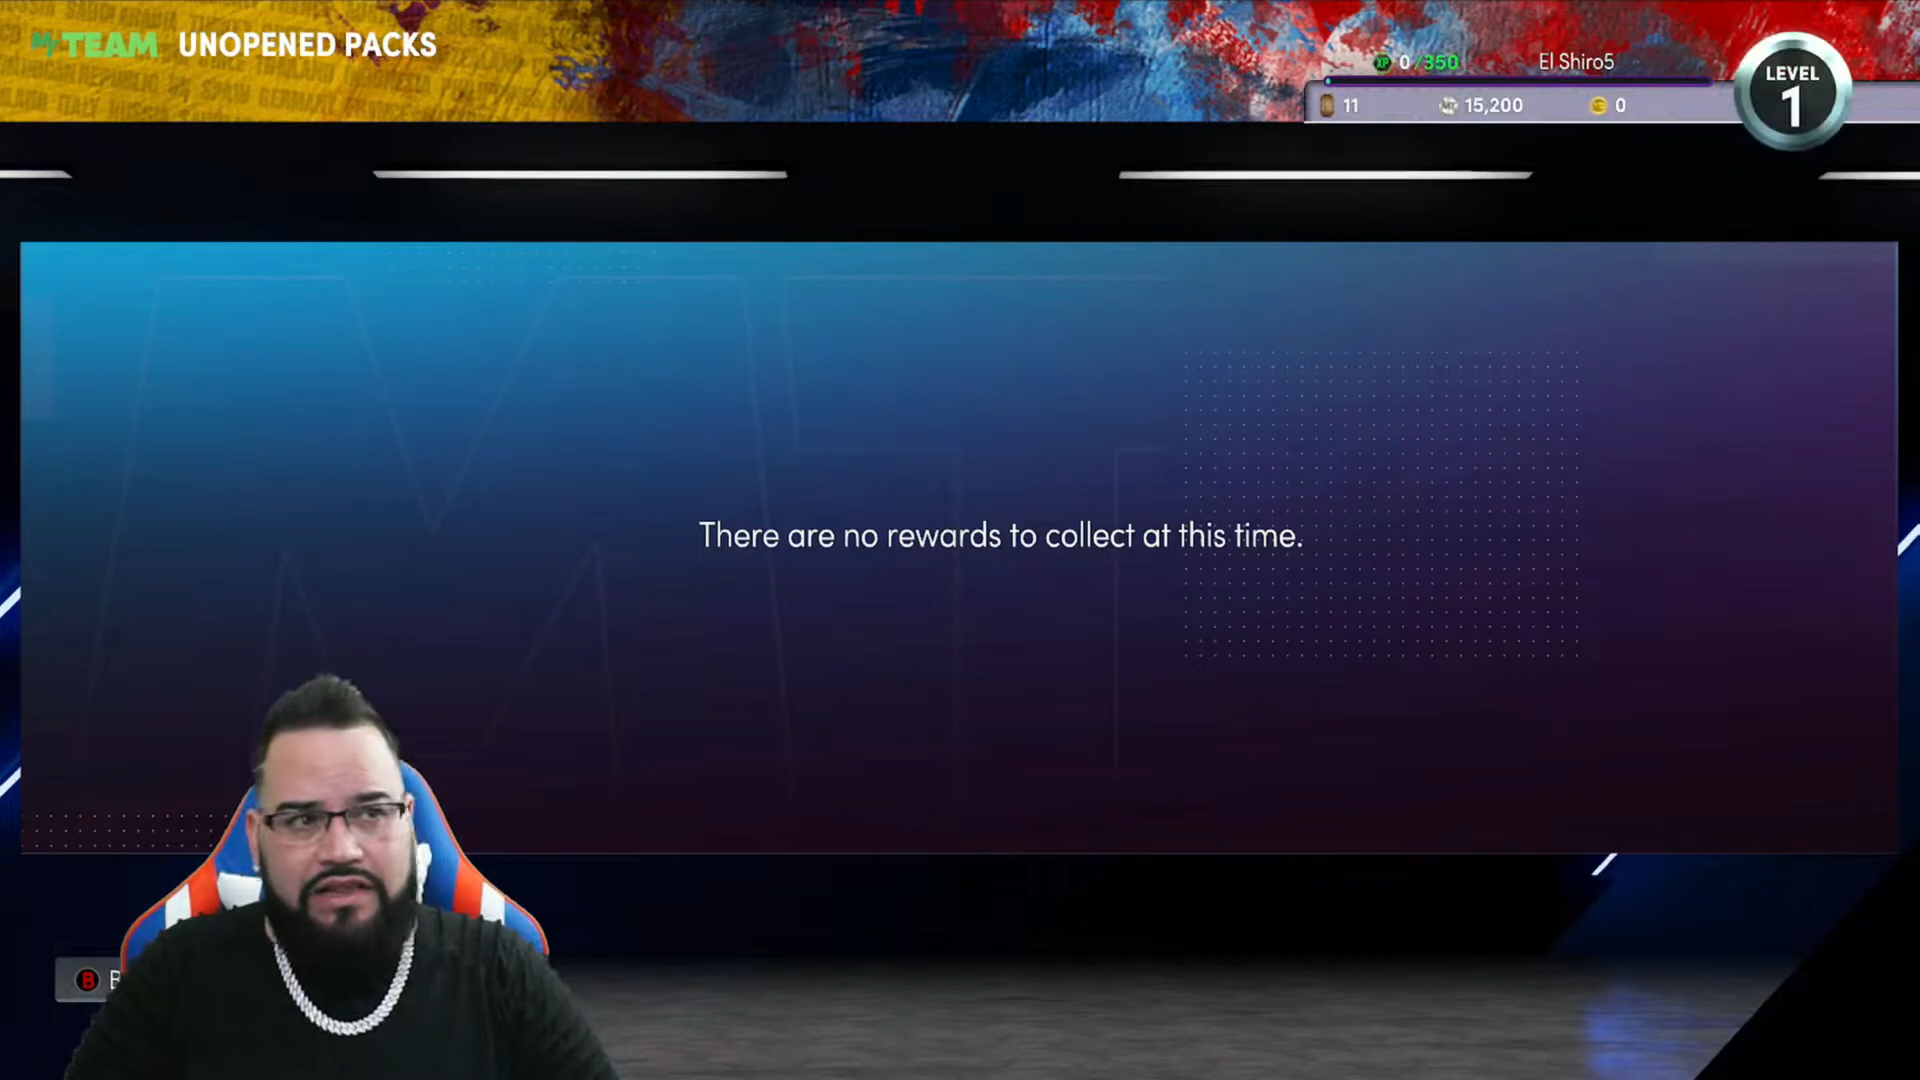 MyTEAM UNOPENED PACKS
XP 0 /350 El Shiro5
11 15,200 0
LEVEL
1
There are no rewards to collect at this time.
B